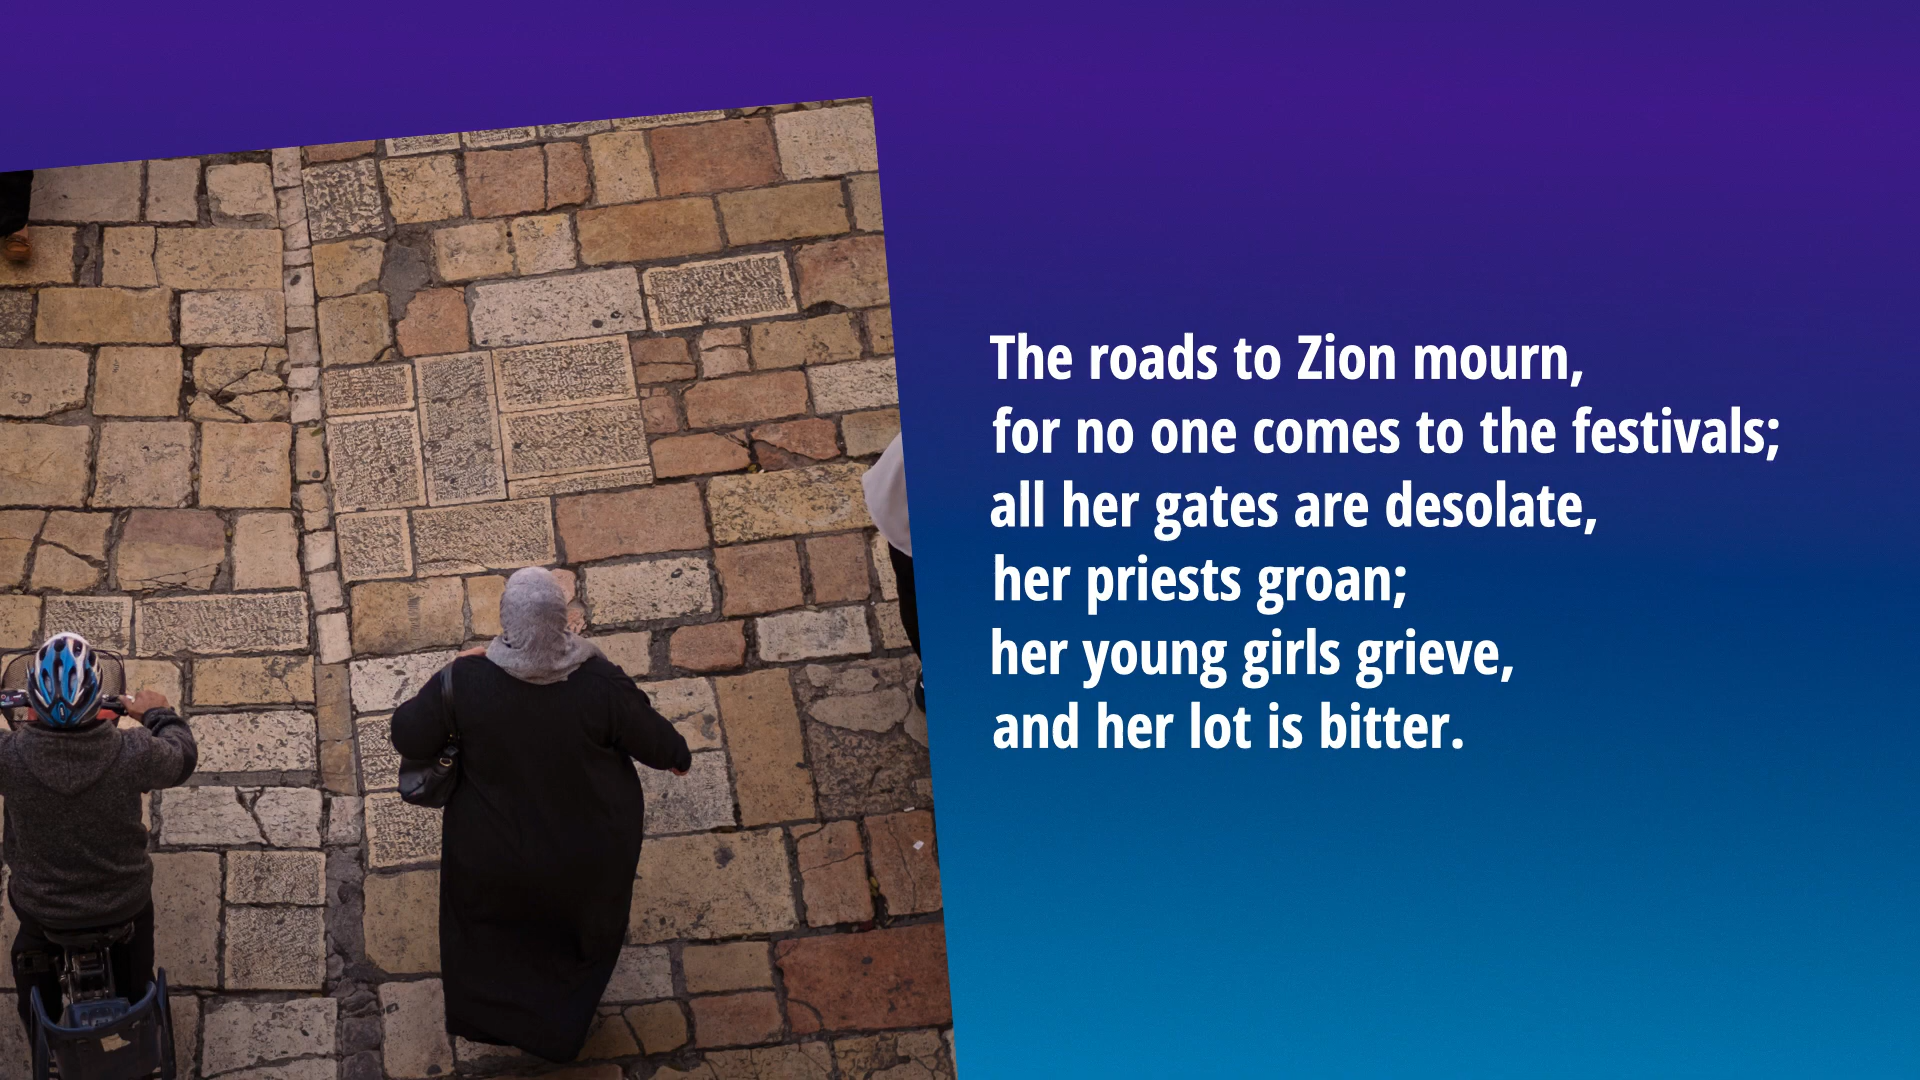 The roads to Zion mourn,
for no one comes to the festivals;
all her gates are desolate,
her priests groan;
her young girls grieve,
and her lot is bitter.